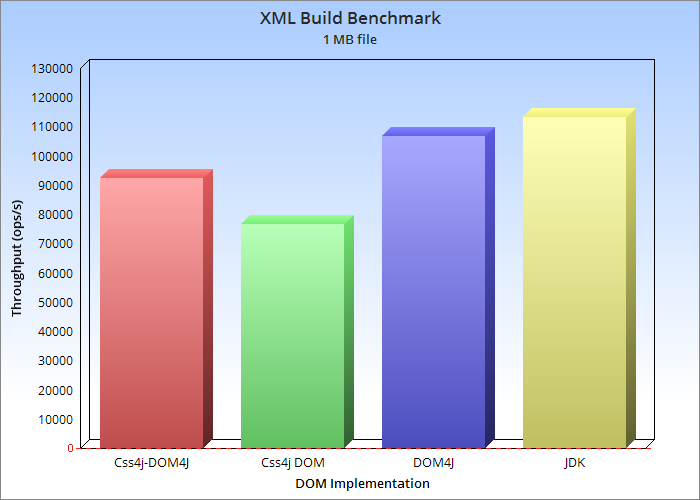 XML Build Benchmark
1 MB file
Throughput (ops/s)
130000
120000
110000
100000
90000
80000
70000
60000
50000
40000
30000
20000
10000
0
Css4j-DOM4J Css4j DOM DOM4J JDK
DOM Implementation